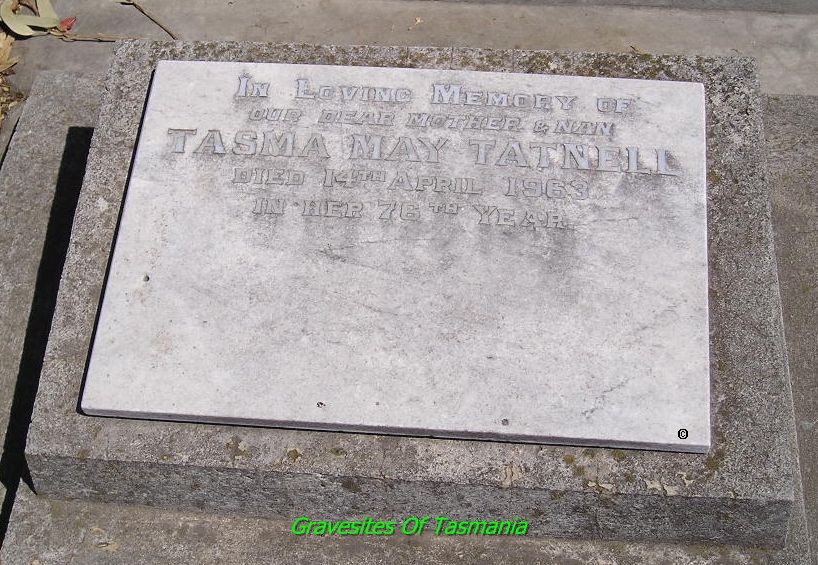 In Loving Memory of
OUR DEAR MOTHER & NAN
TASMA MAY TATNELL
DIED 14TH APRIL 1963
IN HER 76TH YEAR
©
Gravesites Of Tasmania